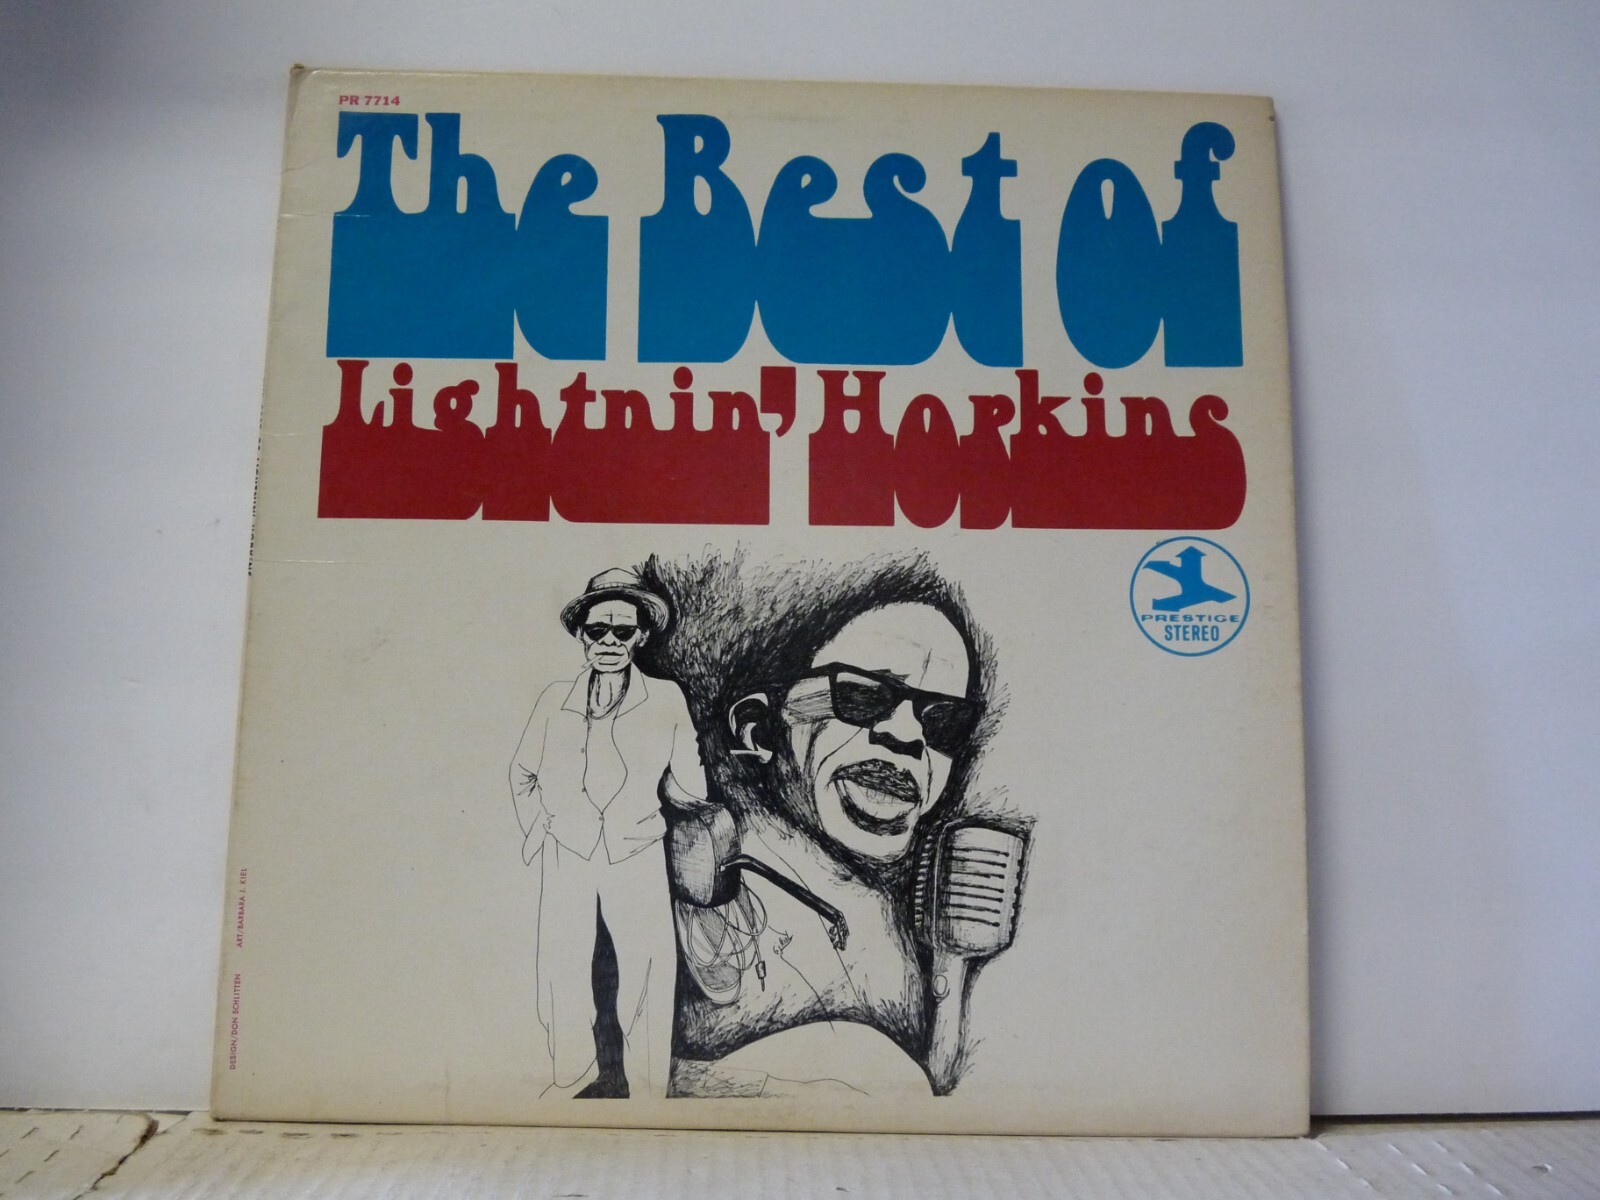 PR 7714
The Best of
Lightnin' Hopkins
PRESTIGE
STEREO
DESIGN/DON SCHLITTEN ART/BARBARA J. KIEL